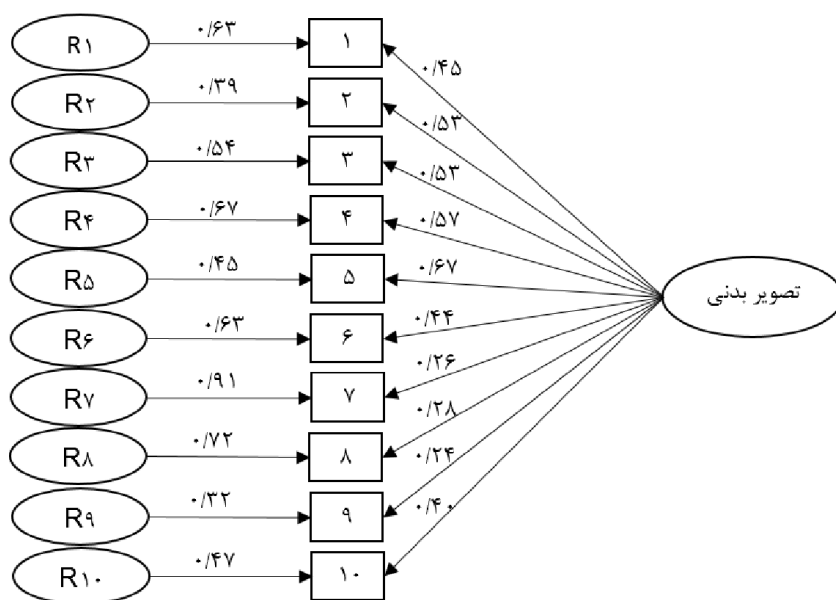 R۱ ۰/۶۳ ۱ ۰/۴۵
R۲ ۰/۳۹ ۲ ۰/۵۳
R۳ ۰/۵۴ ۳ ۰/۵۳
R۴ ۰/۶۷ ۴ ۰/۵۷
R۵ ۰/۴۵ ۵ ۰/۶۷
تصویر بدنی
R۶ ۰/۶۳ ۶ ۰/۴۴
R۷ ۰/۹۱ ۷ ۰/۲۶
R۸ ۰/۷۲ ۸ ۰/۲۸
R۹ ۰/۳۲ ۹ ۰/۲۴
R۱۰ ۰/۴۷ ۱۰ ۰/۴۰